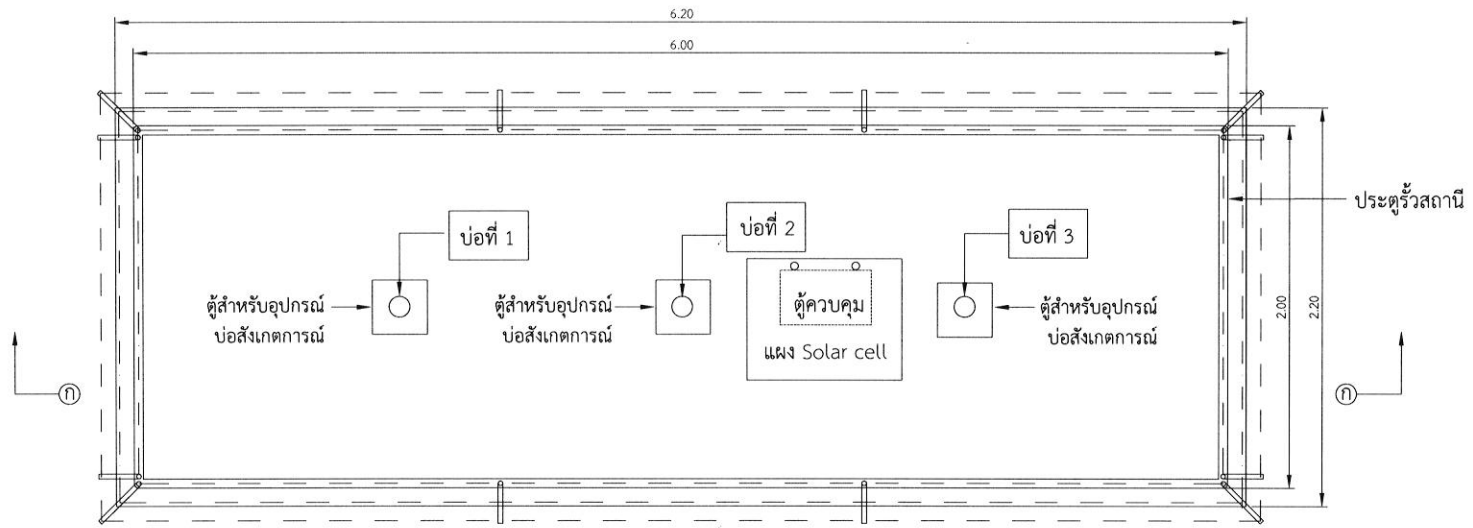 6.20
6.00
ประตูรั้วสถานี
บ่อที่ 1
บ่อที่ 2
บ่อที่ 3
ตู้สำหรับอุปกรณ์
บ่อสังเกตการณ์
ตู้สำหรับอุปกรณ์
บ่อสังเกตการณ์
ตู้ควบคุม
แผง Solar cell
ตู้สำหรับอุปกรณ์
บ่อสังเกตการณ์
2.00
2.20
ก
ก